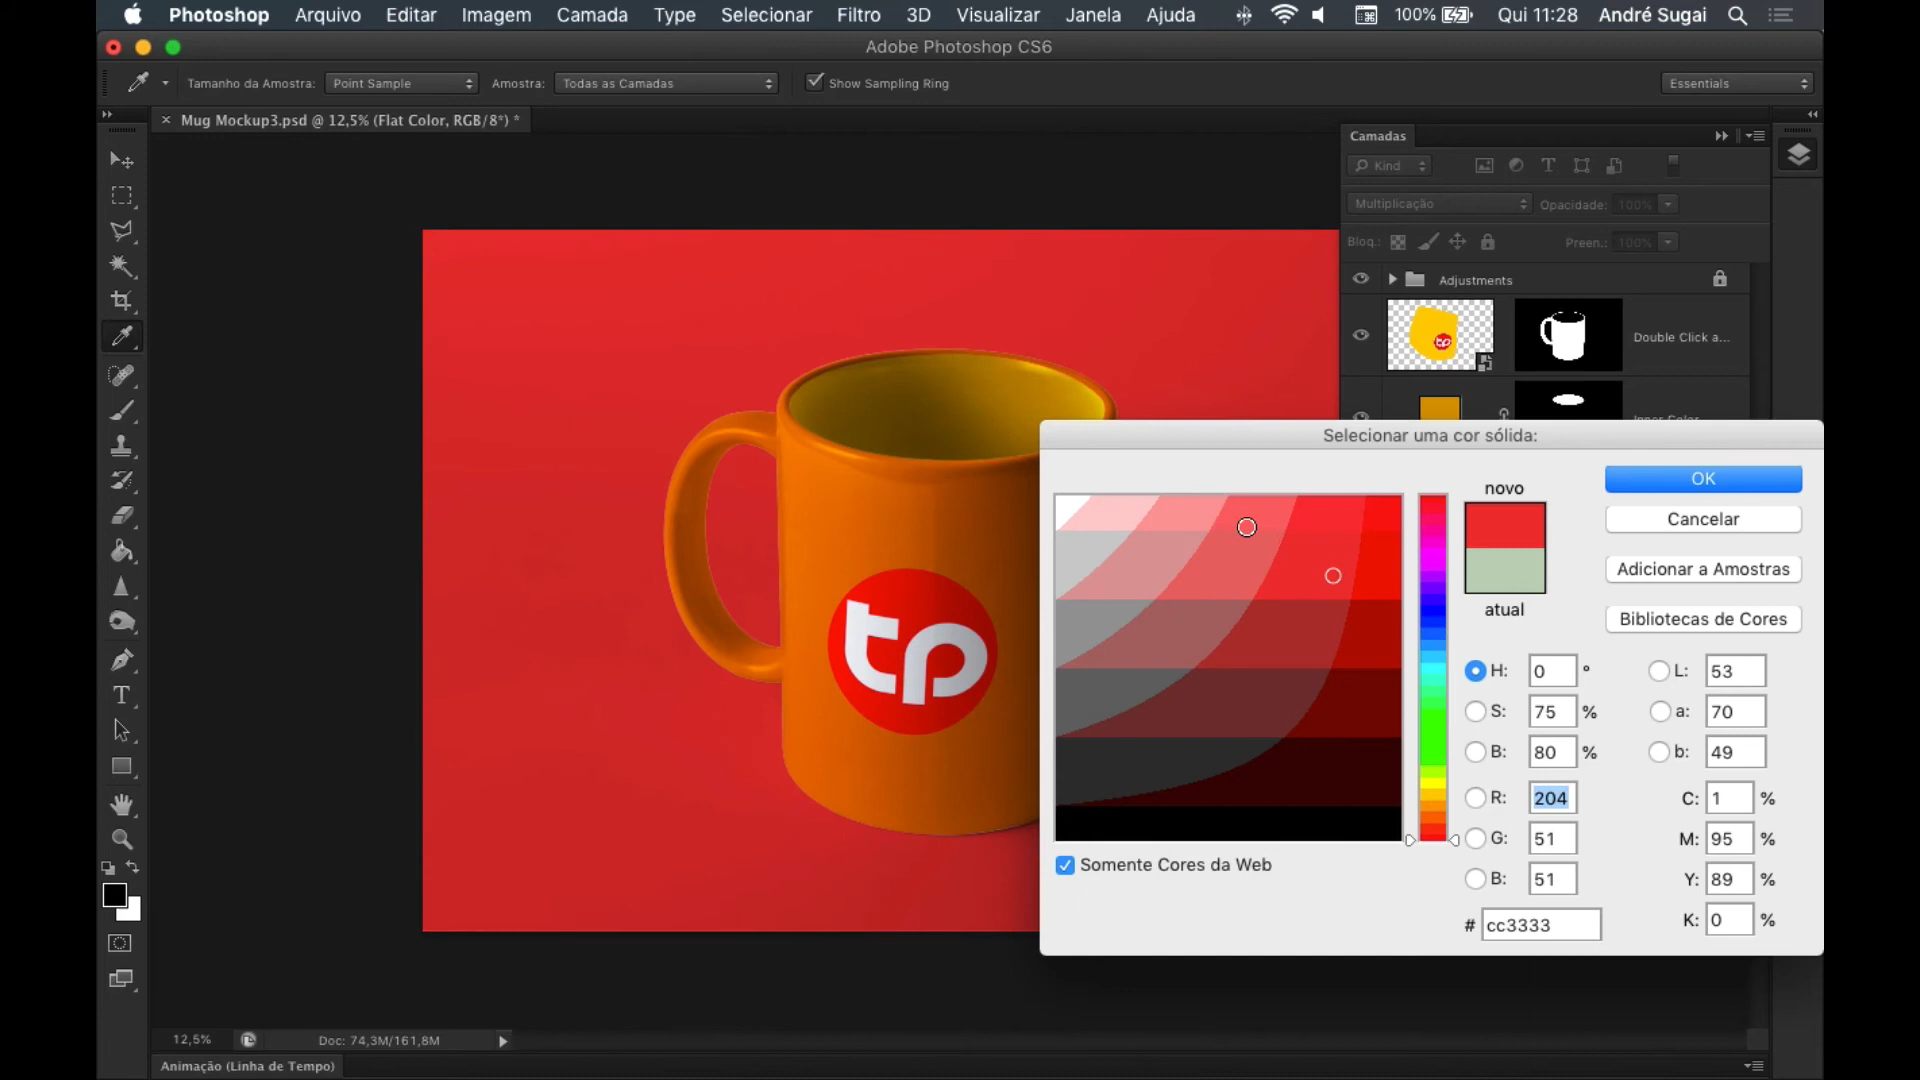 Photoshop Arquivo Editar Imagem Camada Type Selecionar Filtro 3D Visualizar Janela Ajuda 100% Qui 11:28 André Sugai
Adobe Photoshop CS6
Tamanho da Amostra: Point Sample Amostra: Todas as Camadas Show Sampling Ring Essentials
× Mug Mockup3.psd @ 12,5% (Flat Color, RGB/8*) *
Camadas
Kind
Multiplicação Opacidade: 100%
Bloq.: Preen.: 100%
Adjustments
tp
Double Click a...
Inner Color
Selecionar uma cor sólida:
novo
OK
Cancelar
Adicionar a Amostras
atual
Bibliotecas de Cores
tp
H: 0 ° L: 53
S: 75 % a: 70
B: 80 % b: 49
R: 204 C: 1 %
G: 51 M: 95 %
B: 51 Y: 89 %
# cc3333 K: 0 %
Somente Cores da Web
12,5% Doc: 74,3M/161,8M
Animação (Linha de Tempo)